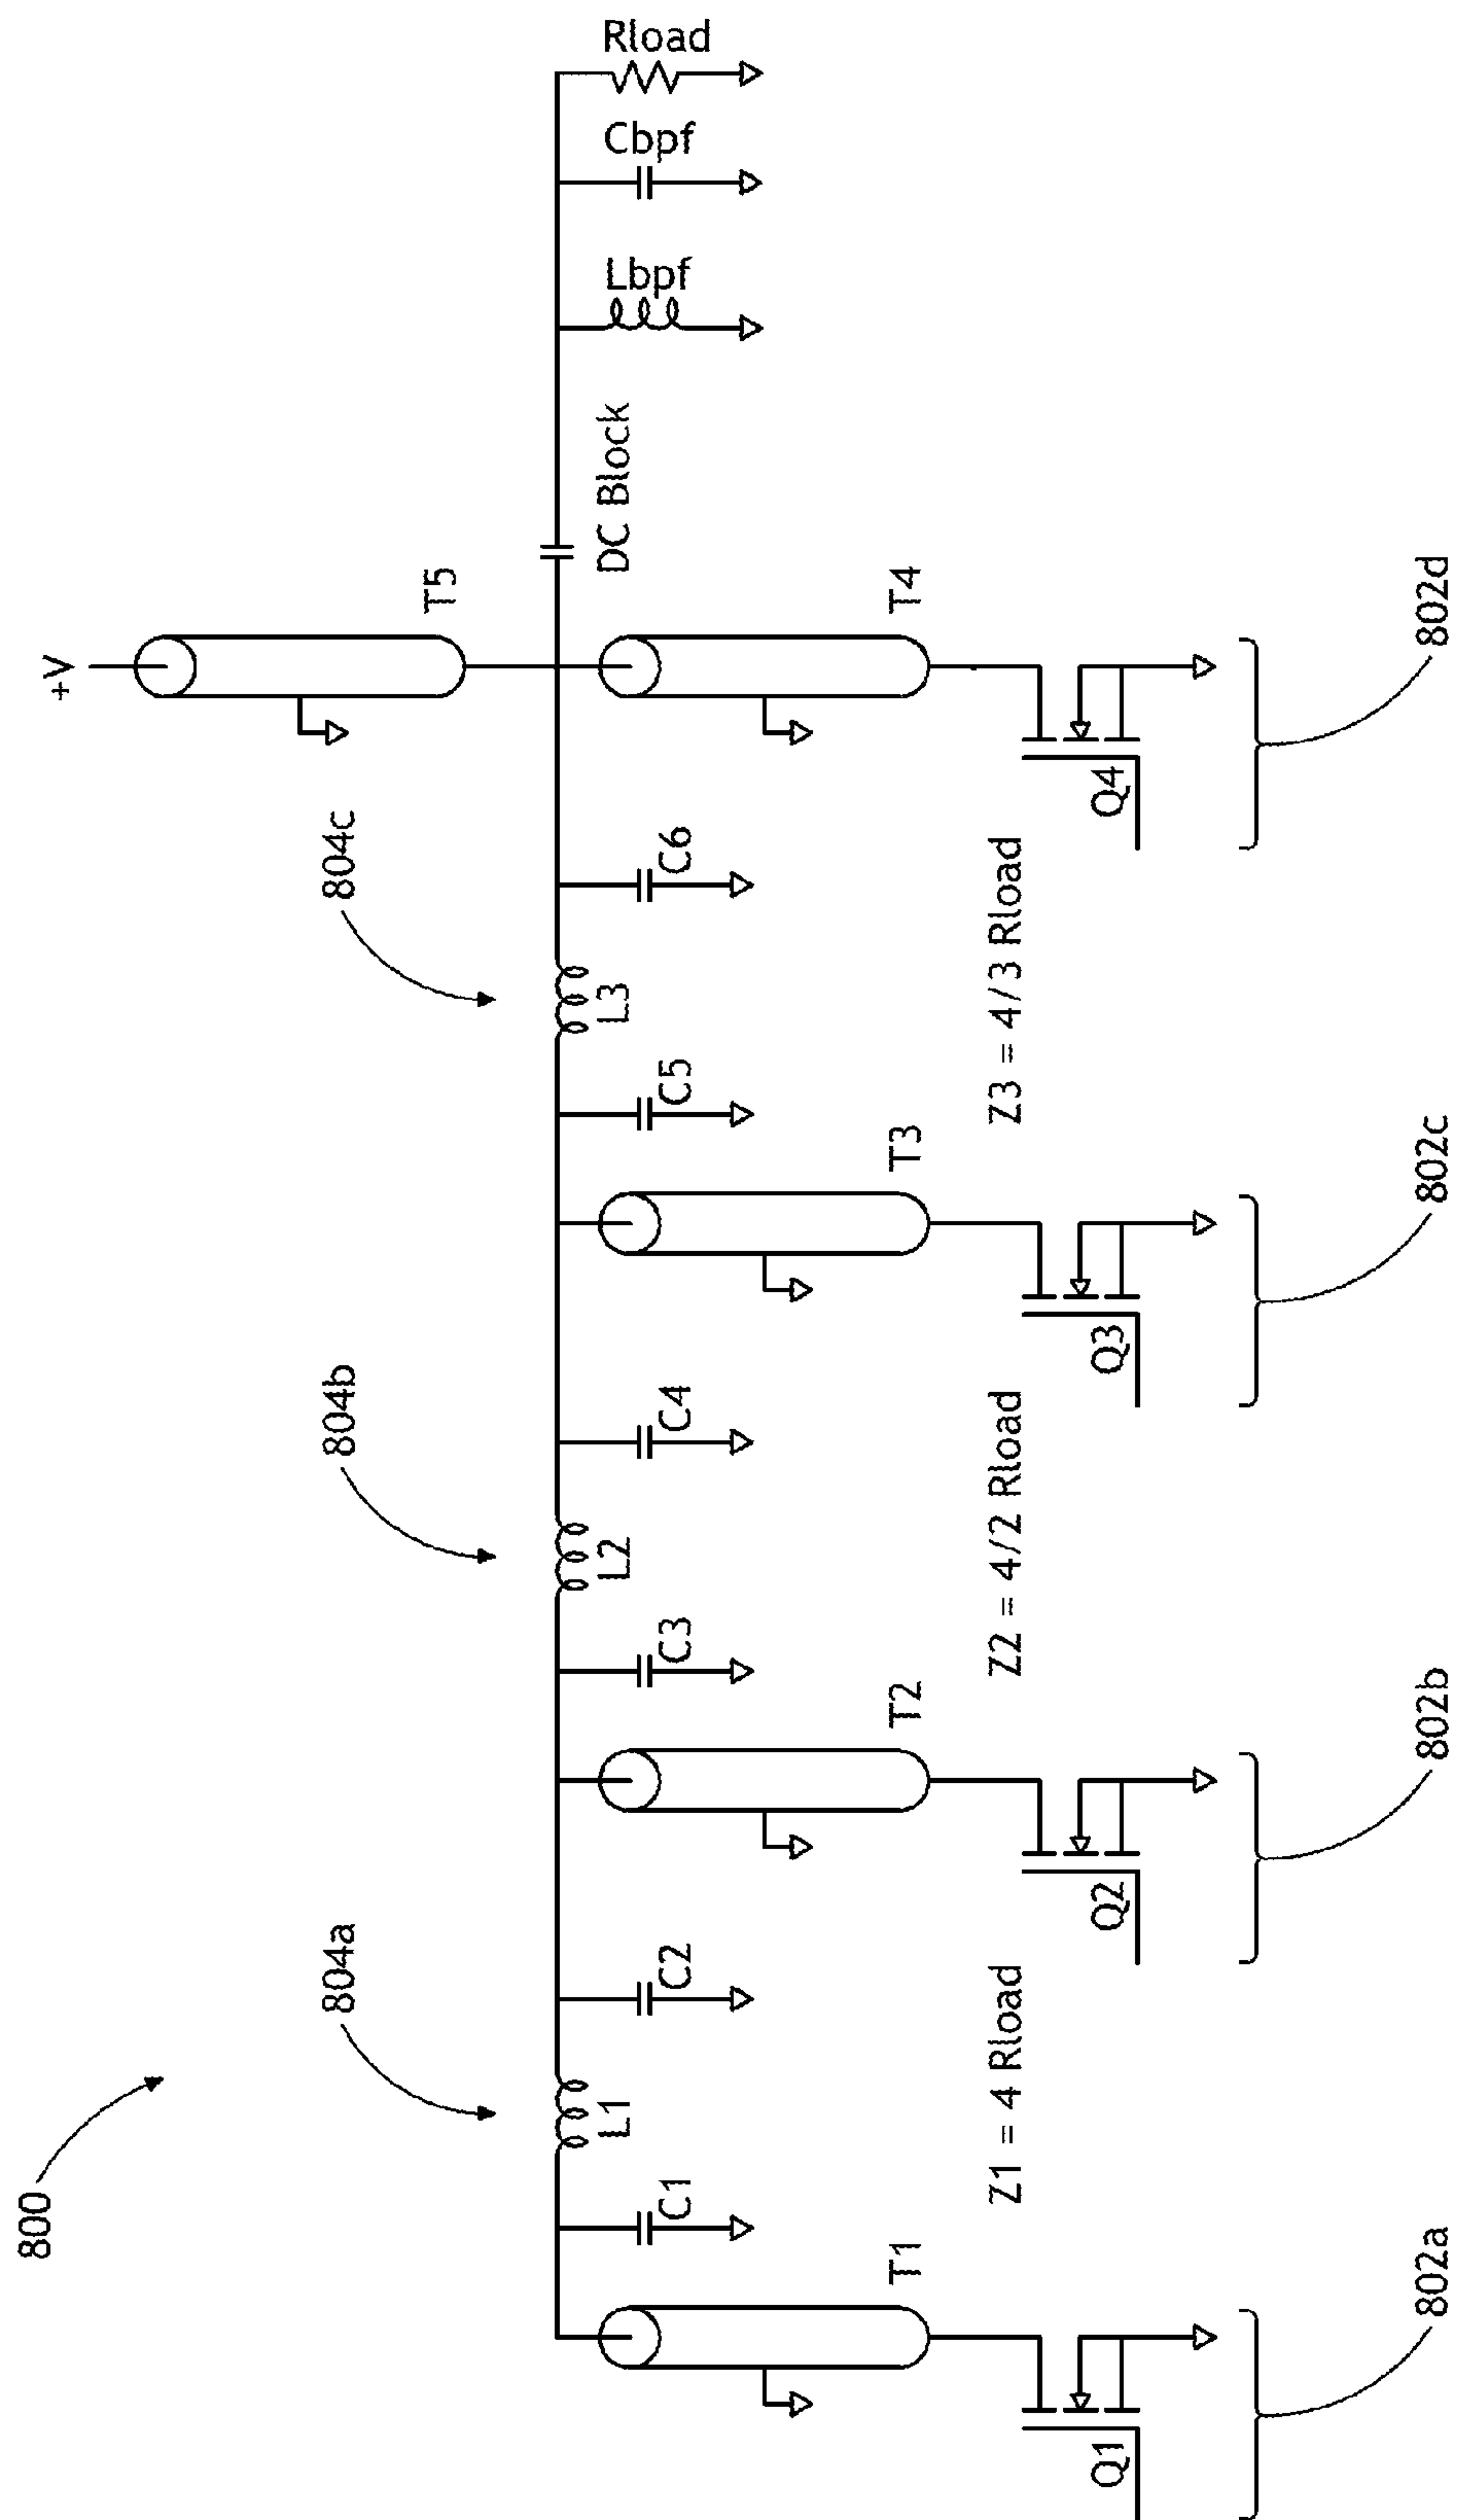 800
+V
804a
804b
804c
T5
Rload
Cbpf
Lbpf
DC Block
L1
L2
L3
C1
C2
C3
C4
C5
C6
T1
T2
T3
T4
Z1 = 4 Rload
Z2 = 4/2 Rload
Z3 = 4/3 Rload
Q1
Q2
Q3
Q4
802a
802b
802c
802d